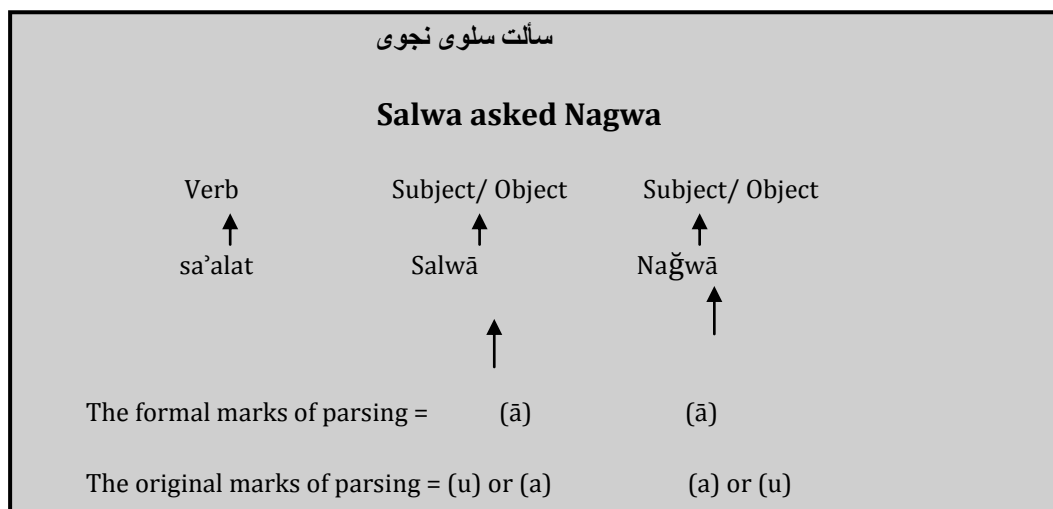 سألت سلوى نجوى
Salwa asked Nagwa
Verb Subject/ Object Subject/ Object
sa’alat Salwā Nağwā
The formal marks of parsing = (ā) (ā)
The original marks of parsing = (u) or (a) (a) or (u)